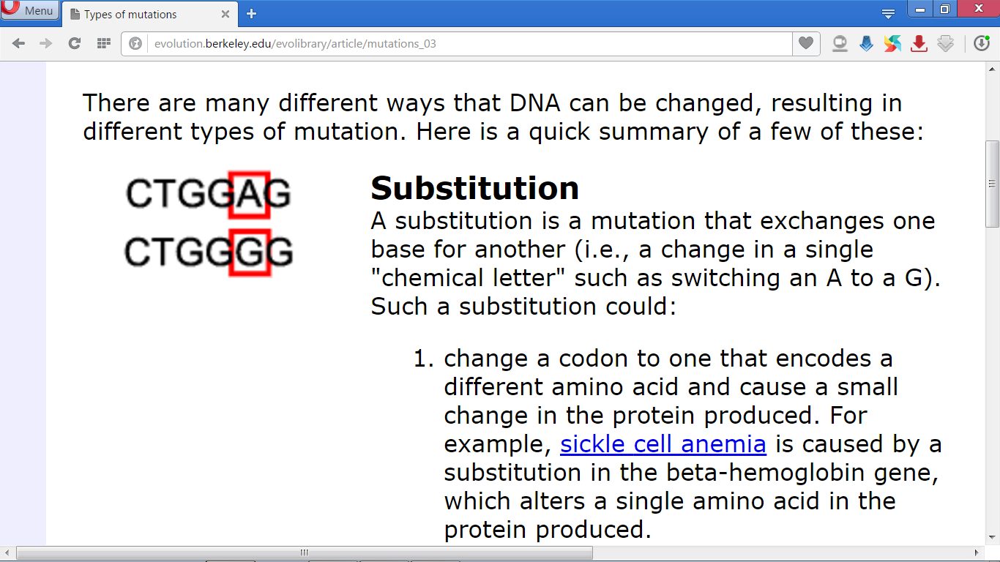 Menu
Types of mutations
evolution.berkeley.edu/evolibrary/article/mutations_03
There are many different ways that DNA can be changed, resulting in
different types of mutation. Here is a quick summary of a few of these:
CTGGAG
CTGGGG
Substitution
A substitution is a mutation that exchanges one
base for another (i.e., a change in a single
"chemical letter" such as switching an A to a G).
Such a substitution could:
1. change a codon to one that encodes a
different amino acid and cause a small
change in the protein produced. For
example, sickle cell anemia is caused by a
substitution in the beta-hemoglobin gene,
which alters a single amino acid in the
protein produced.